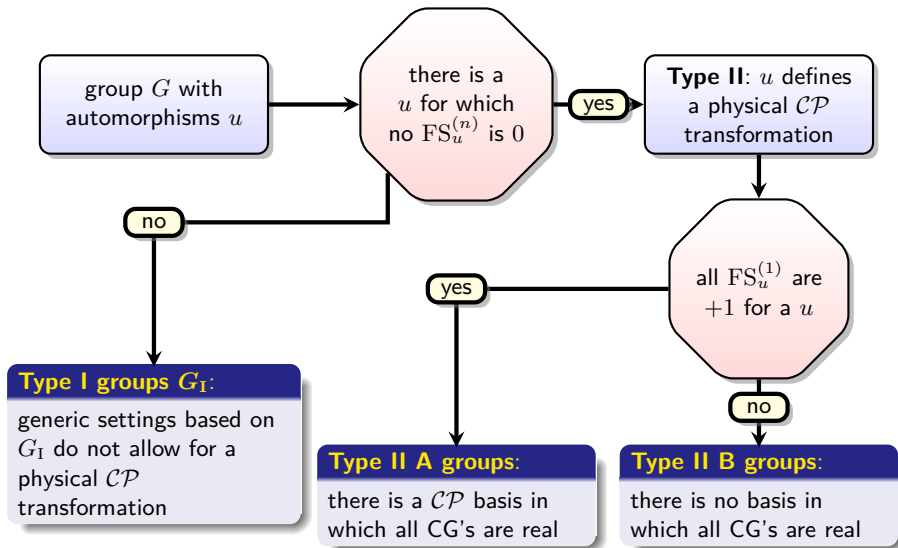 group G with
automorphisms u
there is a
u for which
no FS_u^{(n)} is 0
yes
Type II: u defines
a physical 𝒞𝒫
transformation
no
yes
all FS_u^{(1)} are
+1 for a u
no
Type I groups G_I:
generic settings based on
G_I do not allow for a
physical 𝒞𝒫
transformation
Type II A groups:
there is a 𝒞𝒫 basis in
which all CG's are real
Type II B groups:
there is no basis in
which all CG's are real